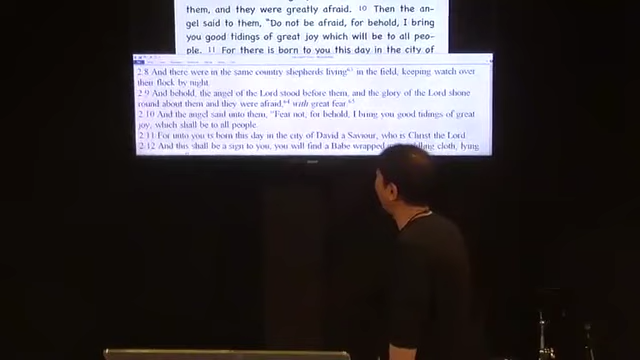 them, and they were greatly afraid. 10 Then the an-
gel said to them, "Do not be afraid, for behold, I bring
you good tidings of great joy which will be to all peo-
ple. 11 For there is born to you this day in the city of
2:8 And there were in the same country shepherds living⁶³ in the field, keeping watch over
their flock by night.
2:9 And behold, the angel of the Lord stood before them, and the glory of the Lord shone
round about them and they were afraid,⁶⁴ with great fear.⁶⁵
2:10 And the angel said unto them, "Fear not, for behold, I bring you good tidings of great
joy, which shall be to all people.
2:11 For unto you is born this day in the city of David a Saviour, who is Christ the Lord.
2:12 And this shall be a sign to you, you will find a Babe wrapped cloth, lying